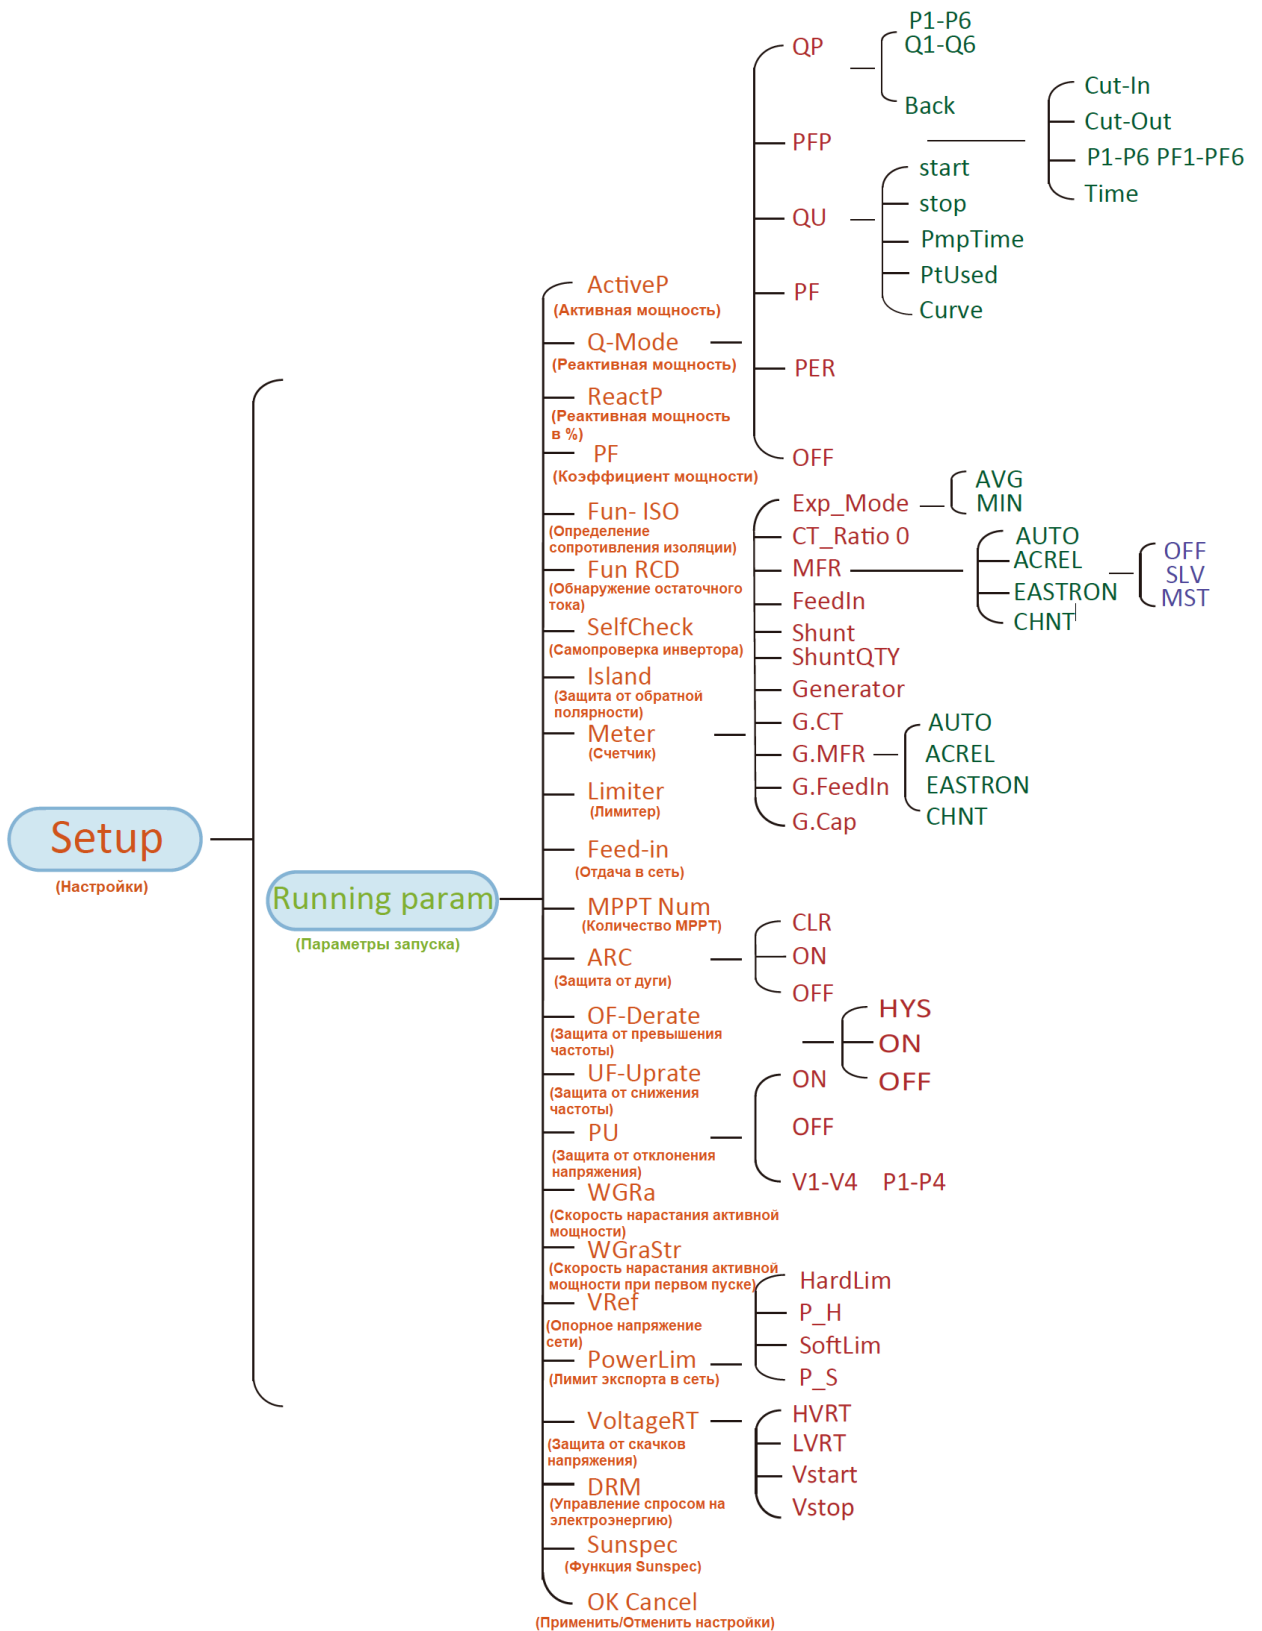 Setup
(Настройки)
Running param
(Параметры запуска)
ActiveP
(Активная мощность)
Q-Mode
(Реактивная мощность)
ReactP
(Реактивная мощность
в %)
PF
(Коэффициент мощности)
Fun- ISO
(Определение
сопротивления изоляции)
Fun RCD
(Обнаружение остаточного
тока)
SelfCheck
(Самопроверка инвертора)
Island
(Защита от обратной
полярности)
Meter
(Счетчик)
Limiter
(Лимитер)
Feed-in
(Отдача в сеть)
MPPT Num
(Количество MPPT)
ARC
(Защита от дуги)
OF-Derate
(Защита от превышения
частоты)
UF-Uprate
(Защита от снижения
частоты)
PU
(Защита от отклонения
напряжения)
WGRa
(Скорость нарастания активной
мощности)
WGraStr
(Скорость нарастания активной
мощности при первом пуске)
VRef
(Опорное напряжение
сети)
PowerLim
(Лимит экспорта в сеть)
VoltageRT
(Защита от скачков
напряжения)
DRM
(Управление спросом на
электроэнергию)
Sunspec
(Функция Sunspec)
OK Cancel
(Применить/Отменить настройки)
QP
PFP
QU
PF
PER
OFF
P1-P6
Q1-Q6
Back
Cut-In
Cut-Out
P1-P6 PF1-PF6
Time
start
stop
PmpTime
PtUsed
Curve
Exp_Mode
CT_Ratio 0
MFR
FeedIn
Shunt
ShuntQTY
Generator
G.CT
G.MFR
G.FeedIn
G.Cap
AVG
MIN
AUTO
ACREL
EASTRON
CHNT
OFF
SLV
MST
AUTO
ACREL
EASTRON
CHNT
CLR
ON
OFF
HYS
ON
OFF
ON
OFF
V1-V4 P1-P4
HardLim
P_H
SoftLim
P_S
HVRT
LVRT
Vstart
Vstop